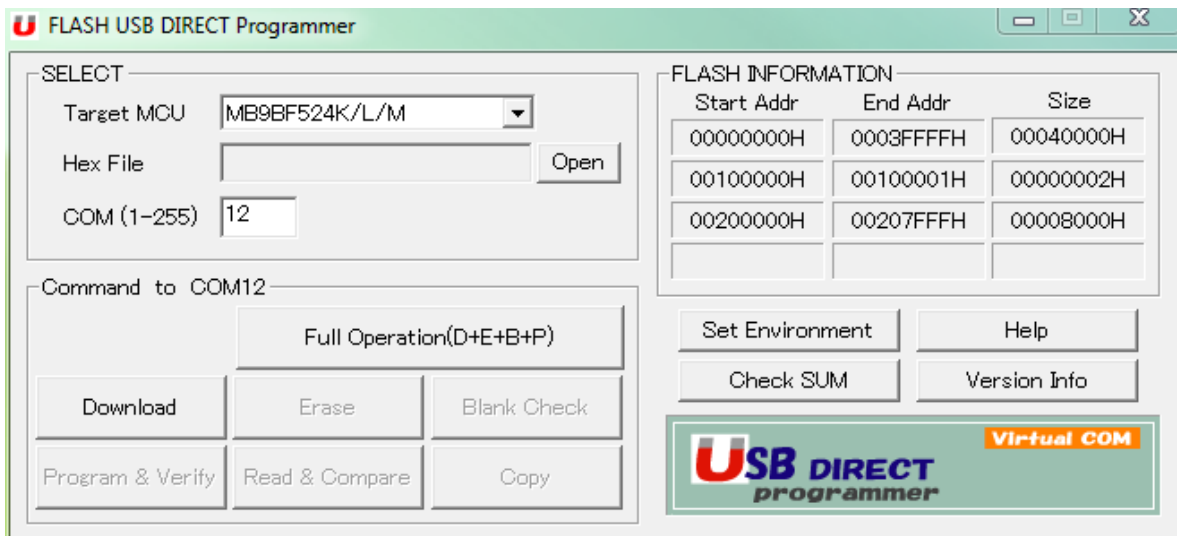 FLASH USB DIRECT Programmer
SELECT
Target MCU MB9BF524K/L/M
Hex File Open
COM (1-255) 12
Command to COM12
Full Operation(D+E+B+P)
Download Erase Blank Check
Program & Verify Read & Compare Copy
FLASH INFORMATION
Start Addr End Addr Size
00000000H 0003FFFFH 00040000H
00100000H 00100001H 00000002H
00200000H 00207FFFH 00008000H
Set Environment Help
Check SUM Version Info
Virtual COM
USB DIRECT
programmer